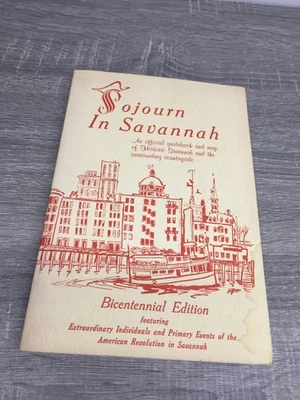 Sojourn
In Savannah
An official guidebook and map
of Historic Savannah and the
surrounding countryside
Bicentennial Edition
featuring
Extraordinary Individuals and Primary Events of the
American Revolution in Savannah